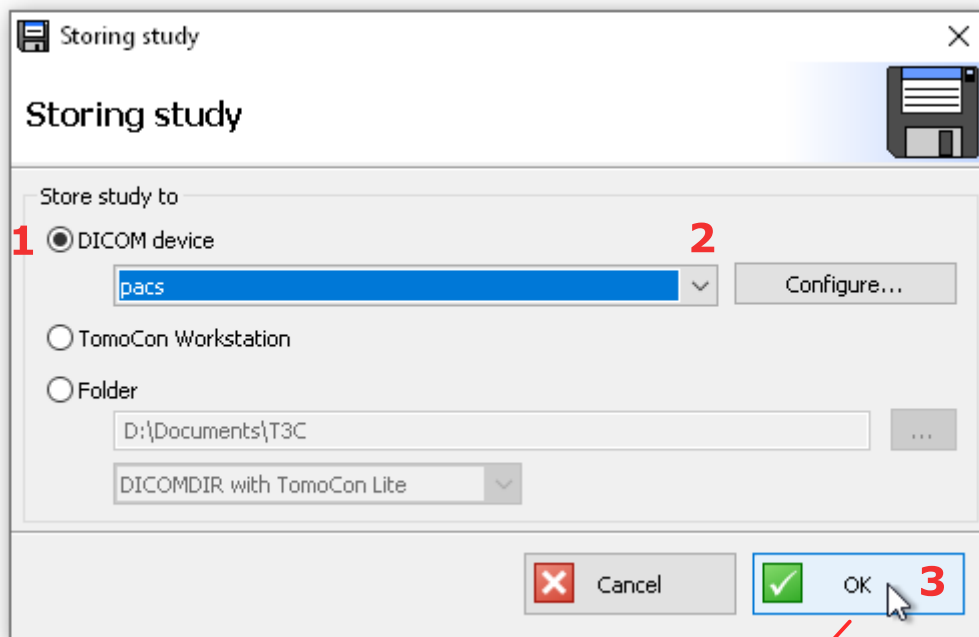 Storing study
Storing study
Store study to
1 DICOM device
2
pacs
Configure...
TomoCon Workstation
Folder
D:\Documents\T3C
...
DICOMDIR with TomoCon Lite
Cancel
OK 3